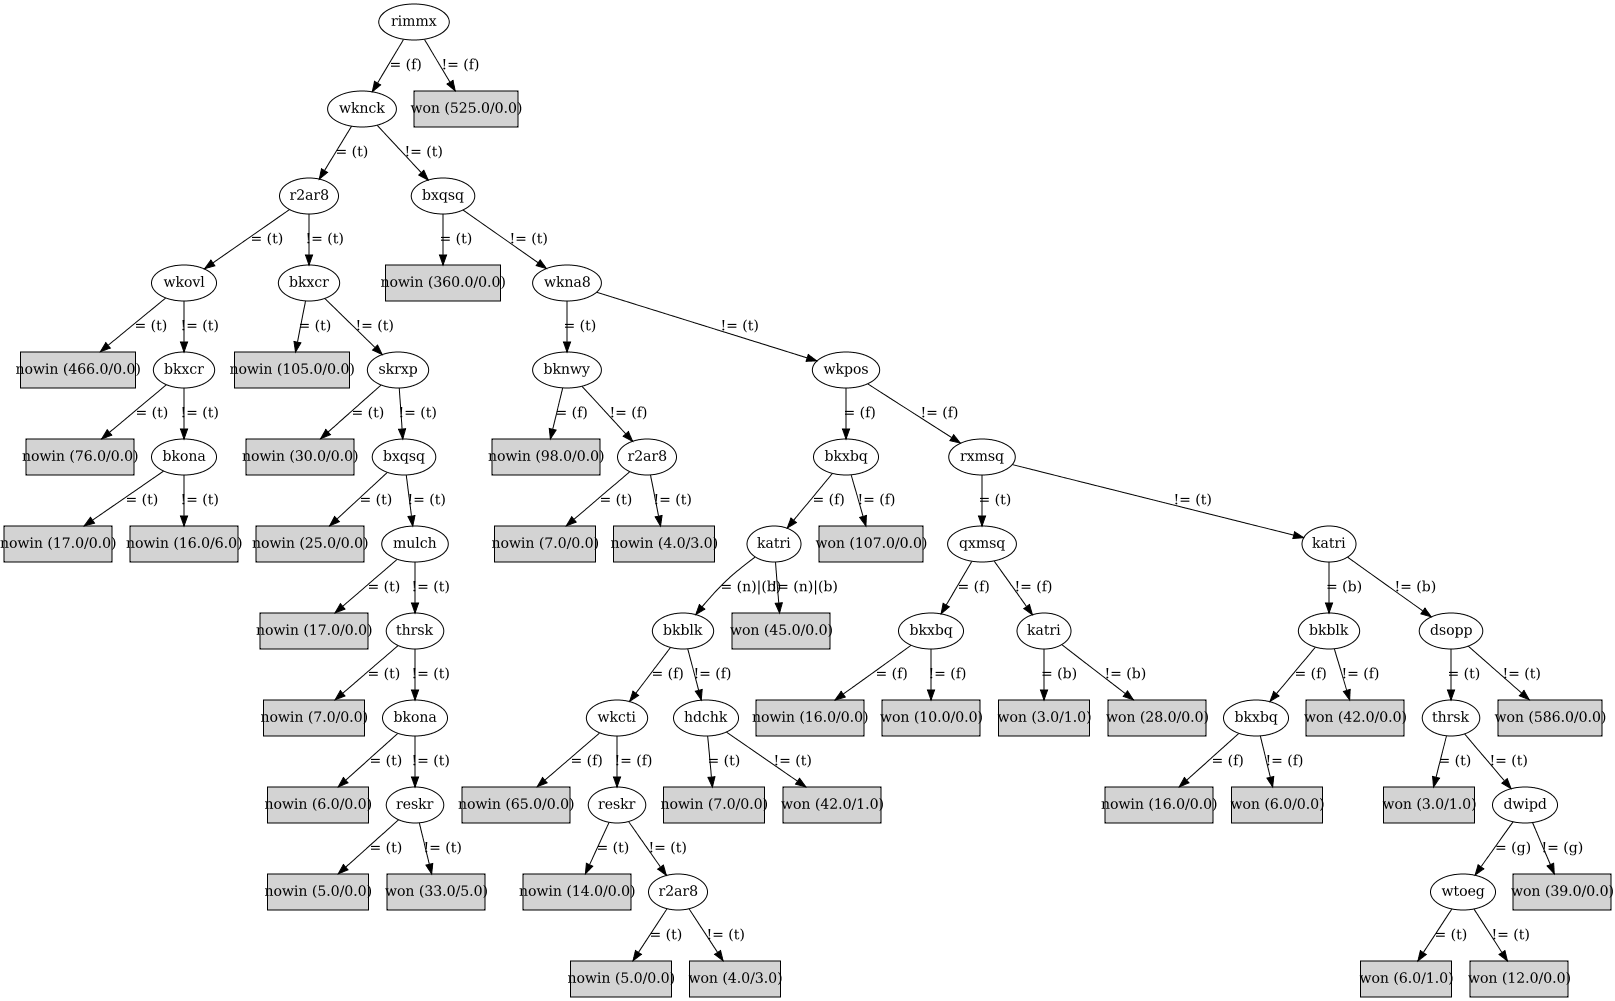 rimmx
= (f)
!= (f)
wknck
won (525.0/0.0)
= (t)
!= (t)
r2ar8
bxqsq
= (t)
!= (t)
= (t)
!= (t)
wkovl
bkxcr
nowin (360.0/0.0)
wkna8
= (t)
!= (t)
= (t)
!= (t)
= (t)
!= (t)
nowin (466.0/0.0)
bkxcr
nowin (105.0/0.0)
skrxp
bknwy
wkpos
= (t)
!= (t)
= (t)
!= (t)
= (f)
!= (f)
= (f)
!= (f)
nowin (76.0/0.0)
bkona
nowin (30.0/0.0)
bxqsq
nowin (98.0/0.0)
r2ar8
bkxbq
rxmsq
= (t)
!= (t)
= (t)
!= (t)
= (t)
!= (t)
= (f)
!= (f)
= (t)
!= (t)
nowin (17.0/0.0)
nowin (16.0/6.0)
nowin (25.0/0.0)
mulch
nowin (7.0/0.0)
nowin (4.0/3.0)
katri
won (107.0/0.0)
qxmsq
katri
= (t)
!= (t)
= (n)|(b)
!= (n)|(b)
= (f)
!= (f)
= (b)
!= (b)
nowin (17.0/0.0)
thrsk
bkblk
won (45.0/0.0)
bkxbq
katri
bkblk
dsopp
= (t)
!= (t)
= (f)
!= (f)
= (f)
!= (f)
= (b)
!= (b)
= (f)
!= (f)
= (t)
!= (t)
nowin (7.0/0.0)
bkona
wkcti
hdchk
nowin (16.0/0.0)
won (10.0/0.0)
won (3.0/1.0)
won (28.0/0.0)
bkxbq
won (42.0/0.0)
thrsk
won (586.0/0.0)
= (t)
!= (t)
= (f)
!= (f)
= (t)
!= (t)
= (f)
!= (f)
= (t)
!= (t)
nowin (6.0/0.0)
reskr
nowin (65.0/0.0)
reskr
nowin (7.0/0.0)
won (42.0/1.0)
nowin (16.0/0.0)
won (6.0/0.0)
won (3.0/1.0)
dwipd
= (t)
!= (t)
= (t)
!= (t)
= (g)
!= (g)
nowin (5.0/0.0)
won (33.0/5.0)
nowin (14.0/0.0)
r2ar8
wtoeg
won (39.0/0.0)
= (t)
!= (t)
= (t)
!= (t)
nowin (5.0/0.0)
won (4.0/3.0)
won (6.0/1.0)
won (12.0/0.0)